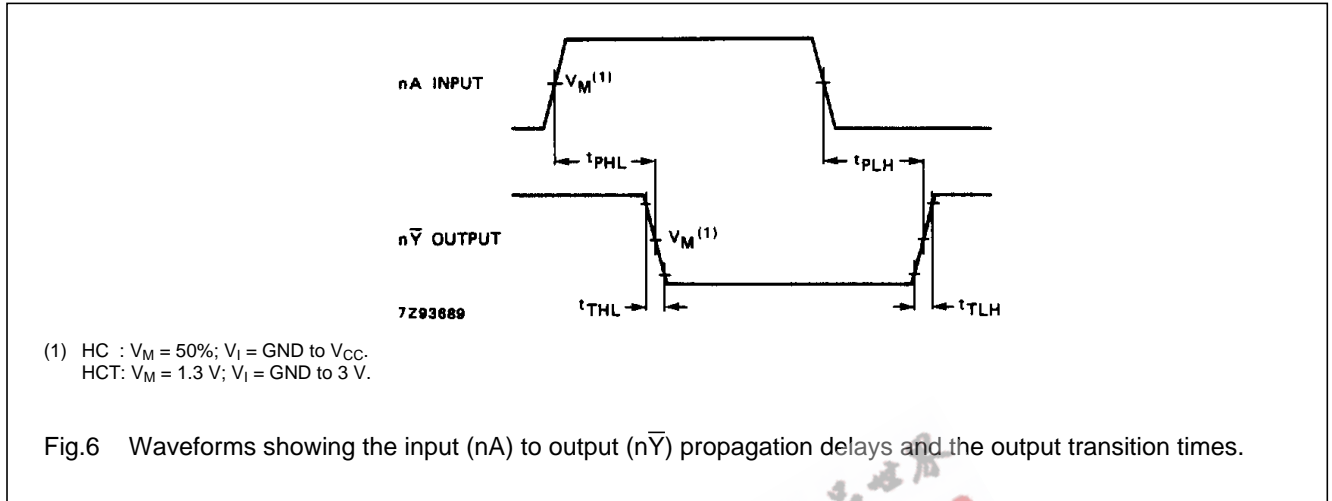 nA INPUT
V_M (1)
t_PHL
t_PLH
nȲ OUTPUT
V_M (1)
t_THL
t_TLH
7Z93689
(1) HC : V_M = 50%; V_I = GND to V_CC.
HCT: V_M = 1.3 V; V_I = GND to 3 V.
Fig.6 Waveforms showing the input (nA) to output (nȲ) propagation delays and the output transition times.